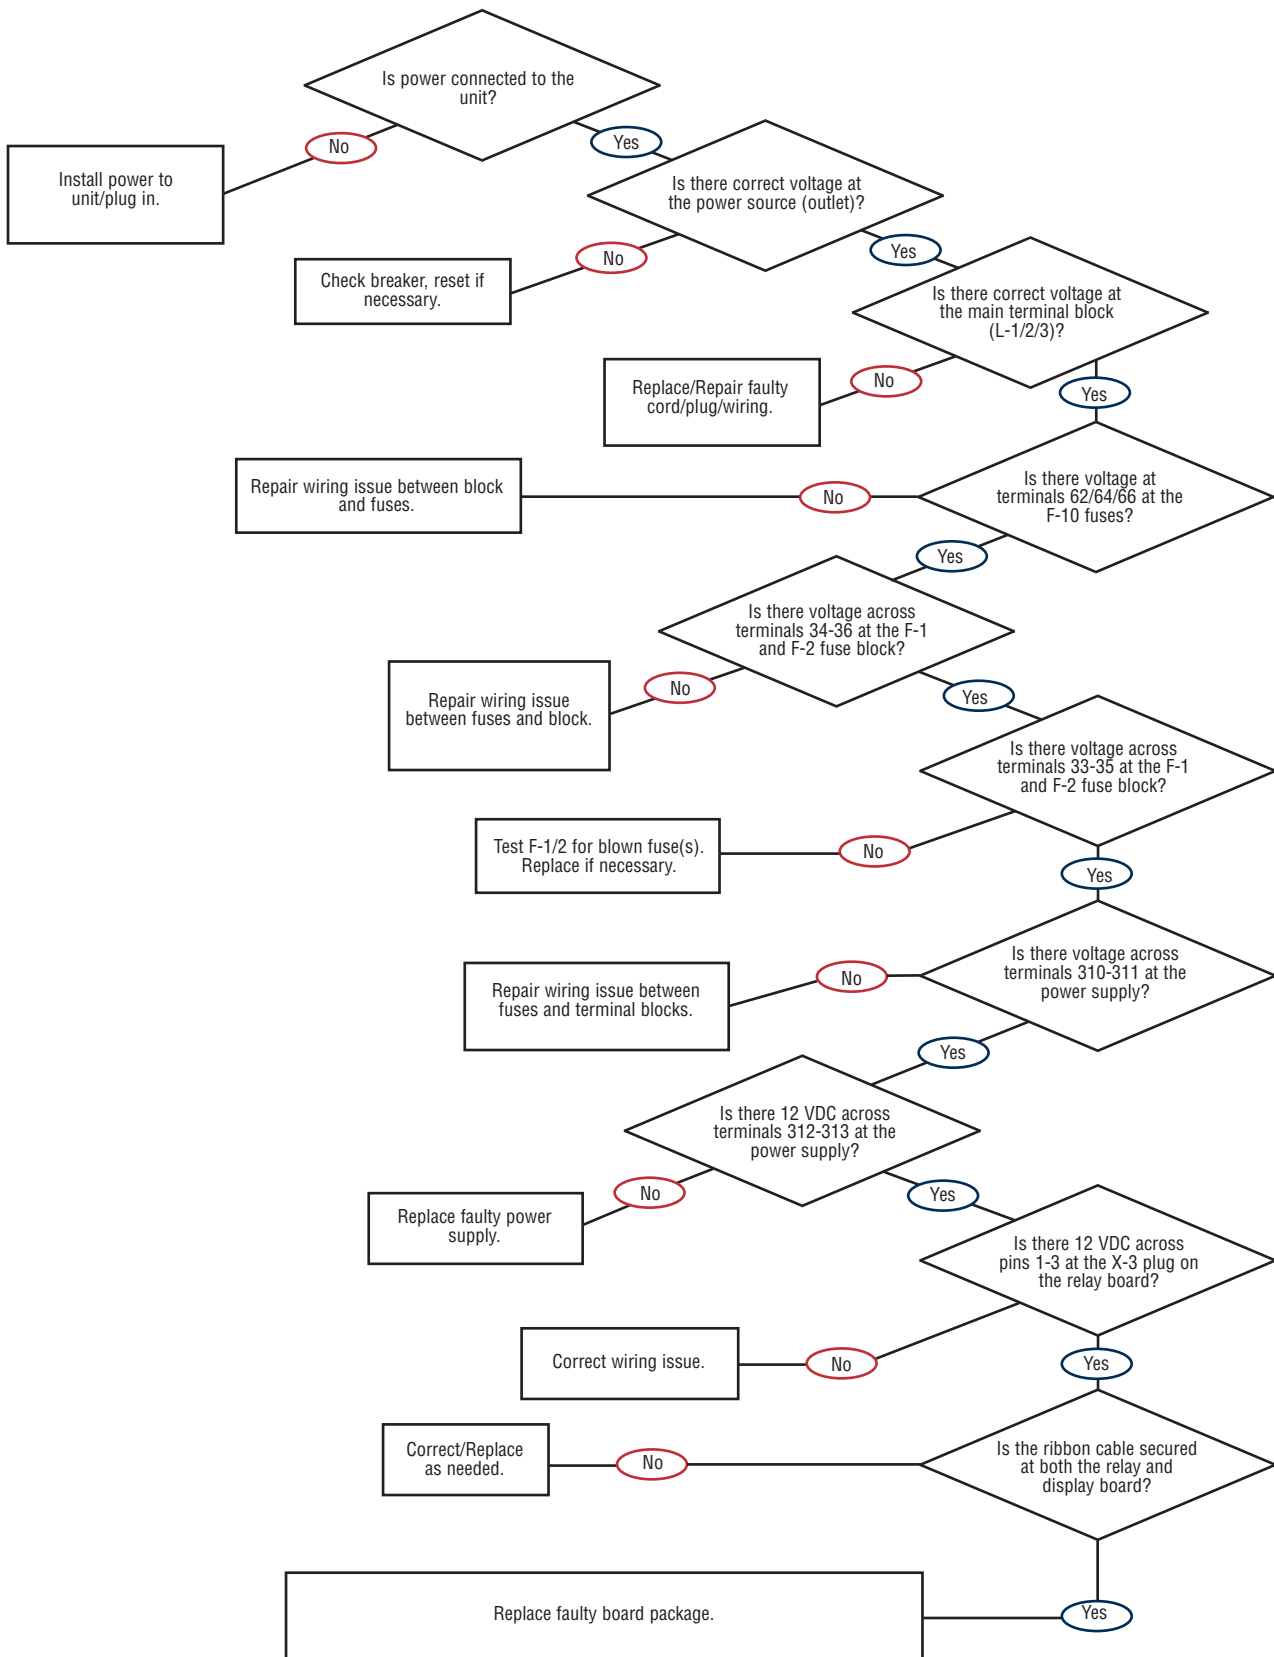 Is power connected to the
unit?
No
Yes
Install power to
unit/plug in.
Is there correct voltage at
the power source (outlet)?
No
Yes
Check breaker, reset if
necessary.
Is there correct voltage at
the main terminal block
(L-1/2/3)?
No
Yes
Replace/Repair faulty
cord/plug/wiring.
Is there voltage at
terminals 62/64/66 at the
F-10 fuses?
No
Repair wiring issue between block
and fuses.
Yes
Is there voltage across
terminals 34-36 at the F-1
and F-2 fuse block?
No
Yes
Repair wiring issue
between fuses and block.
Is there voltage across
terminals 33-35 at the F-1
and F-2 fuse block?
No
Test F-1/2 for blown fuse(s).
Replace if necessary.
Yes
Is there voltage across
terminals 310-311 at the
power supply?
No
Repair wiring issue between
fuses and terminal blocks.
Yes
Is there 12 VDC across
terminals 312-313 at the
power supply?
No
Yes
Replace faulty power
supply.
Is there 12 VDC across
pins 1-3 at the X-3 plug on
the relay board?
No
Correct wiring issue.
Yes
Is the ribbon cable secured
at both the relay and
display board?
No
Correct/Replace
as needed.
Yes
Replace faulty board package.